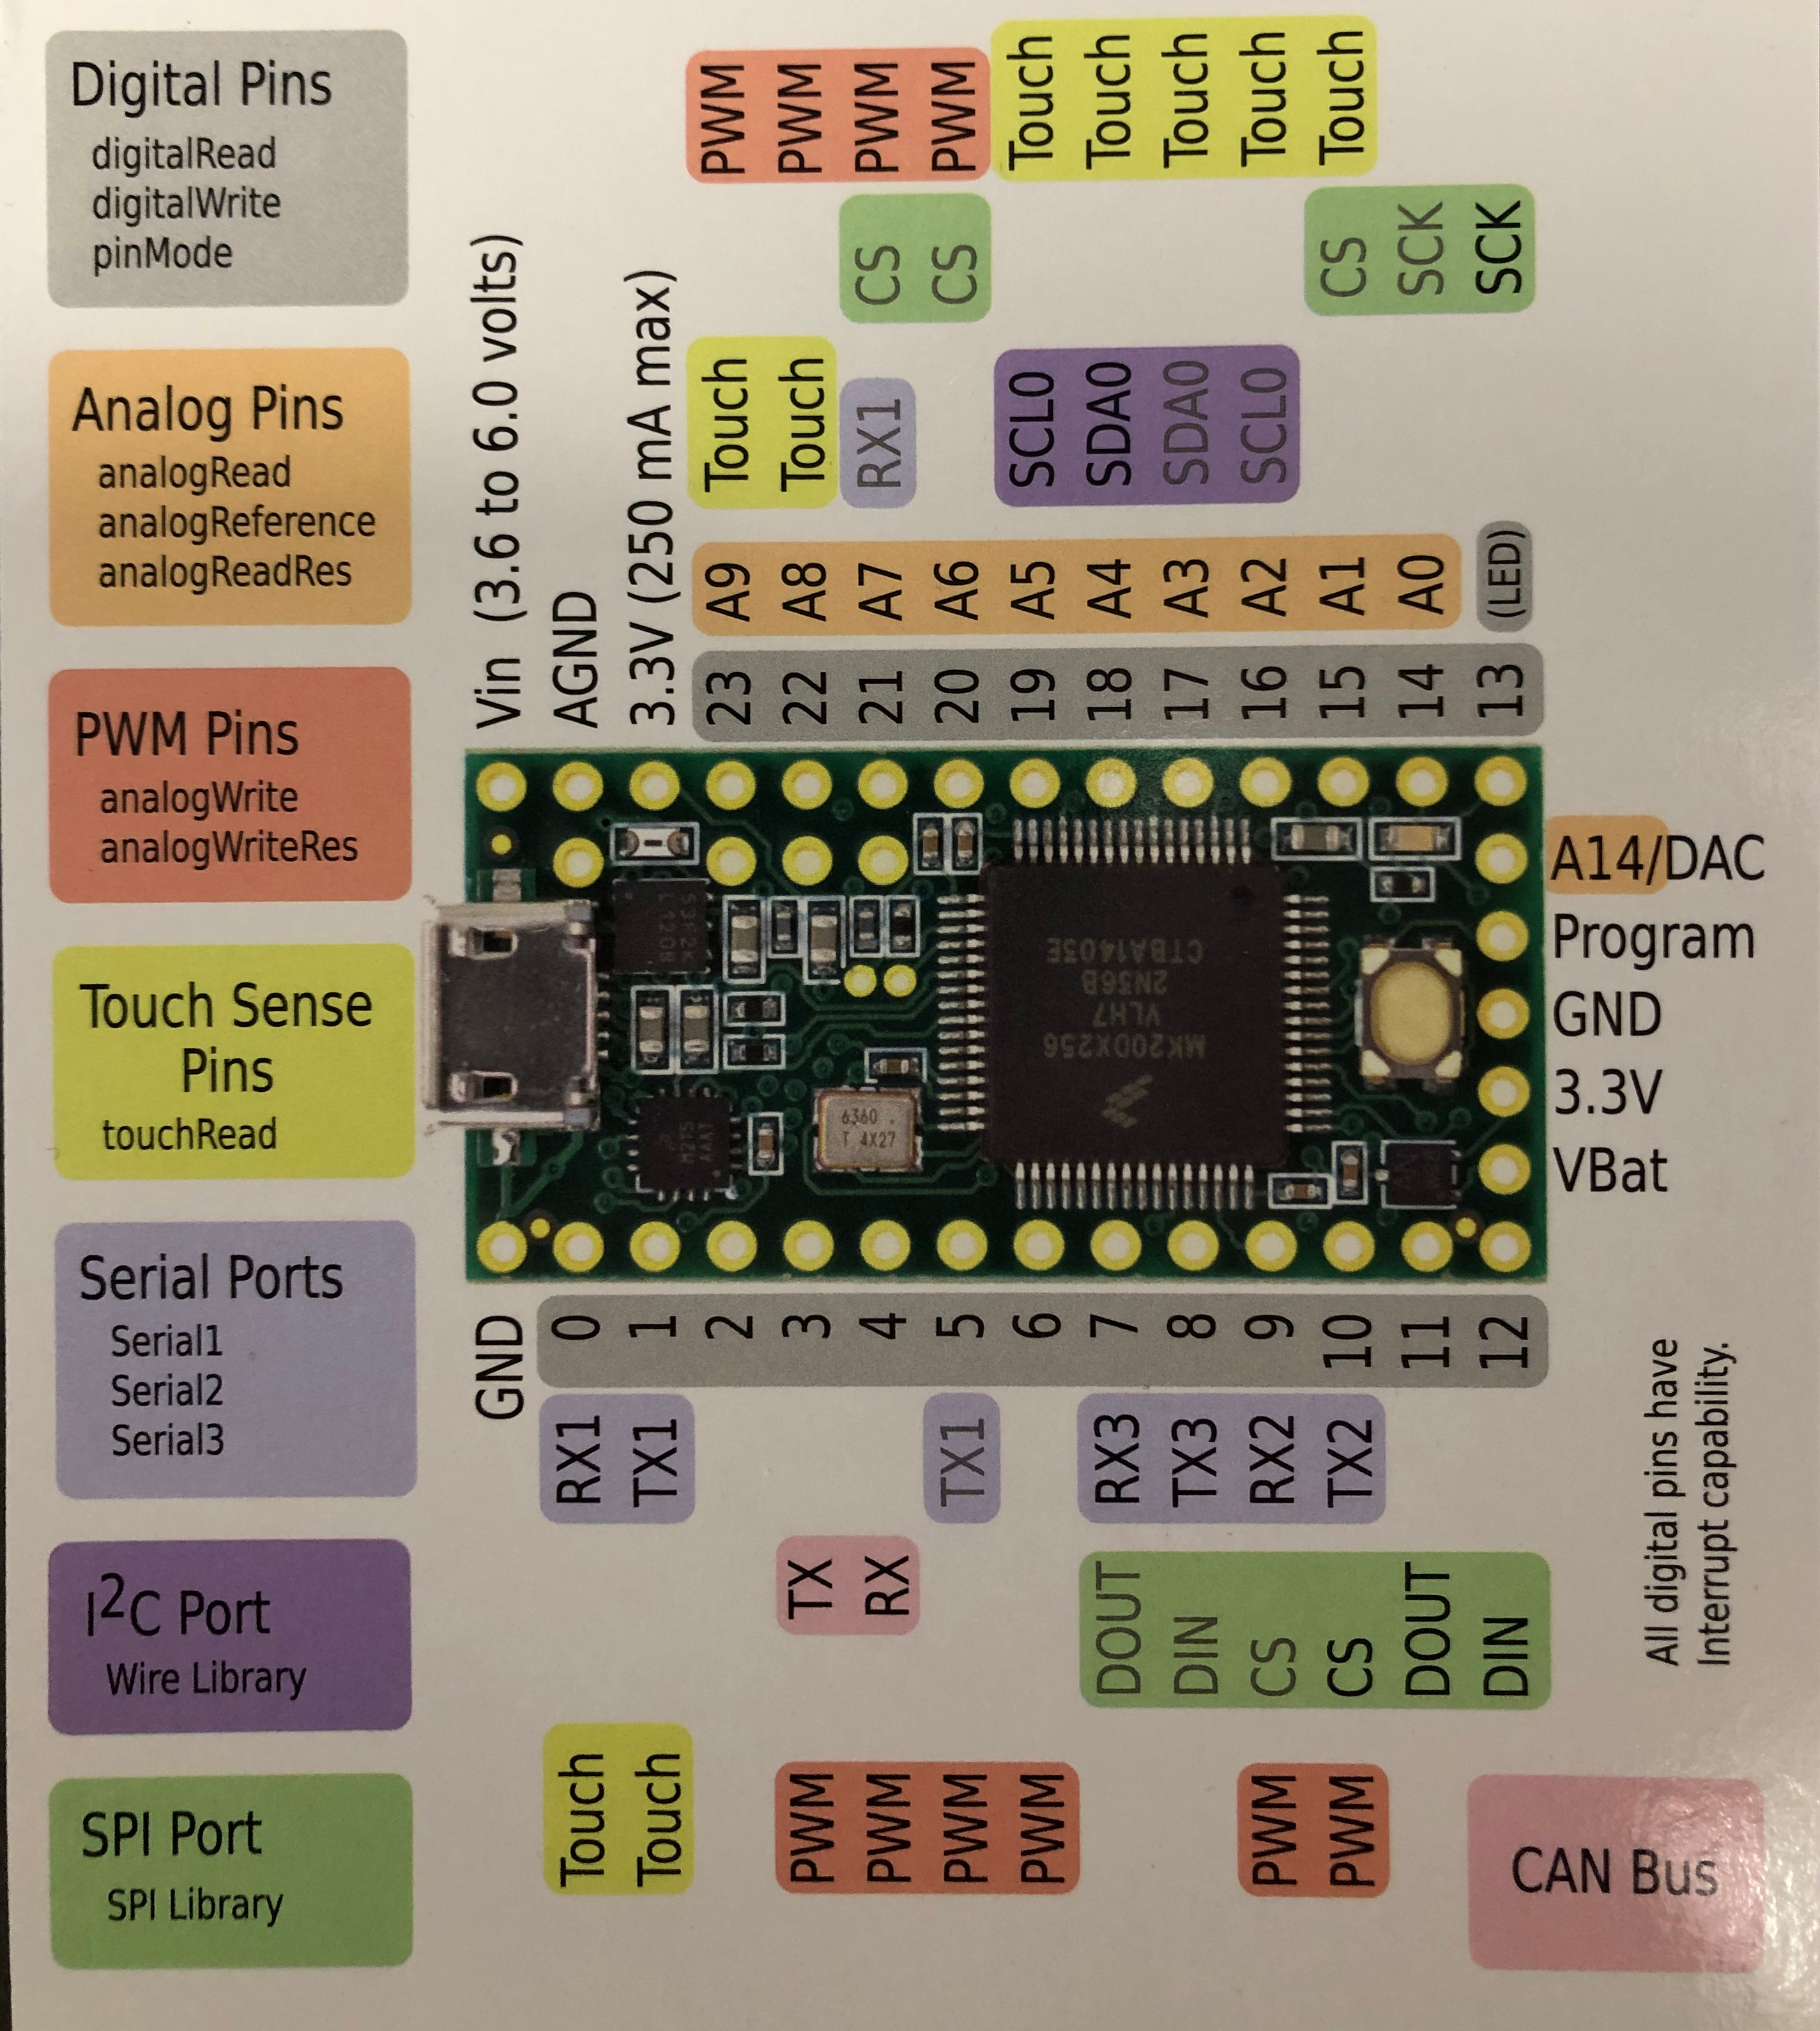 Digital Pins
digitalRead
digitalWrite
pinMode
Analog Pins
analogRead
analogReference
analogReadRes
PWM Pins
analogWrite
analogWriteRes
Touch Sense
Pins
touchRead
Serial Ports
Serial1
Serial2
Serial3
I²C Port
Wire Library
SPI Port
SPI Library
Vin (3.6 to 6.0 volts)
AGND
3.3V (250 mA max)
23 A9 Touch PWM
22 A8 Touch PWM
21 A7 RX1 CS PWM
20 A6 CS PWM
19 A5 SCL0 Touch
18 A4 SDA0 Touch
17 A3 SDA0 Touch
16 A2 SCL0 Touch
15 A1 CS Touch
14 A0 SCK
13 (LED) SCK
A14/DAC
Program
GND
3.3V
VBat
MK20DX256
VLH7
2N36B
CTBA1403E
6360 .
T 4X27
GND
0 RX1 Touch
1 TX1 Touch
2
3 TX PWM
4 RX PWM
5 TX1 PWM
6 PWM
7 RX3 DOUT
8 TX3 DIN
9 RX2 CS PWM
10 TX2 CS PWM
11 DOUT
12 DIN
All digital pins have
Interrupt capability.
CAN Bus